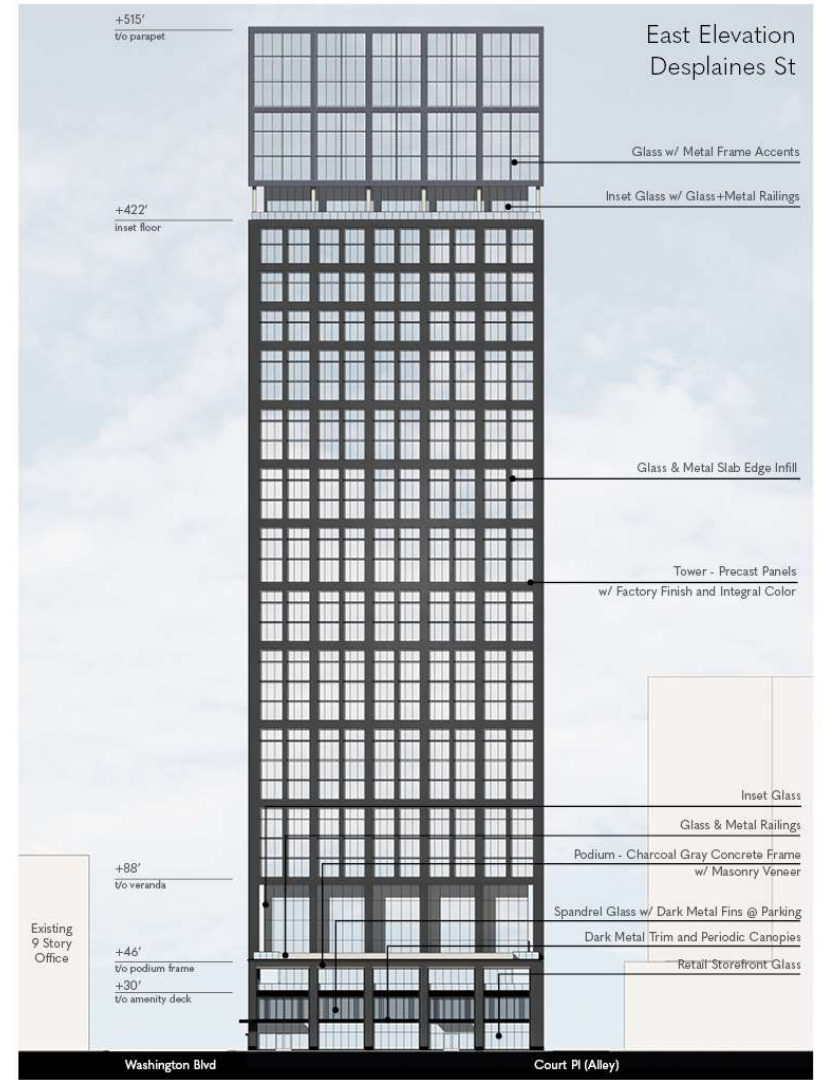 East Elevation
Desplaines St
+515'
t/o parapet
Glass w/ Metal Frame Accents
Inset Glass w/ Glass+Metal Railings
+422'
inset floor
Glass & Metal Slab Edge Infill
Tower - Precast Panels
w/ Factory Finish and Integral Color
Inset Glass
Glass & Metal Railings
Podium - Charcoal Gray Concrete Frame
w/ Masonry Veneer
+88'
t/o veranda
Spandrel Glass w/ Dark Metal Fins @ Parking
Existing
9 Story
Office
Dark Metal Trim and Periodic Canopies
+46'
t/o podium frame
Retail Storefront Glass
+30'
t/o amenity deck
Washington Blvd
Court Pl (Alley)